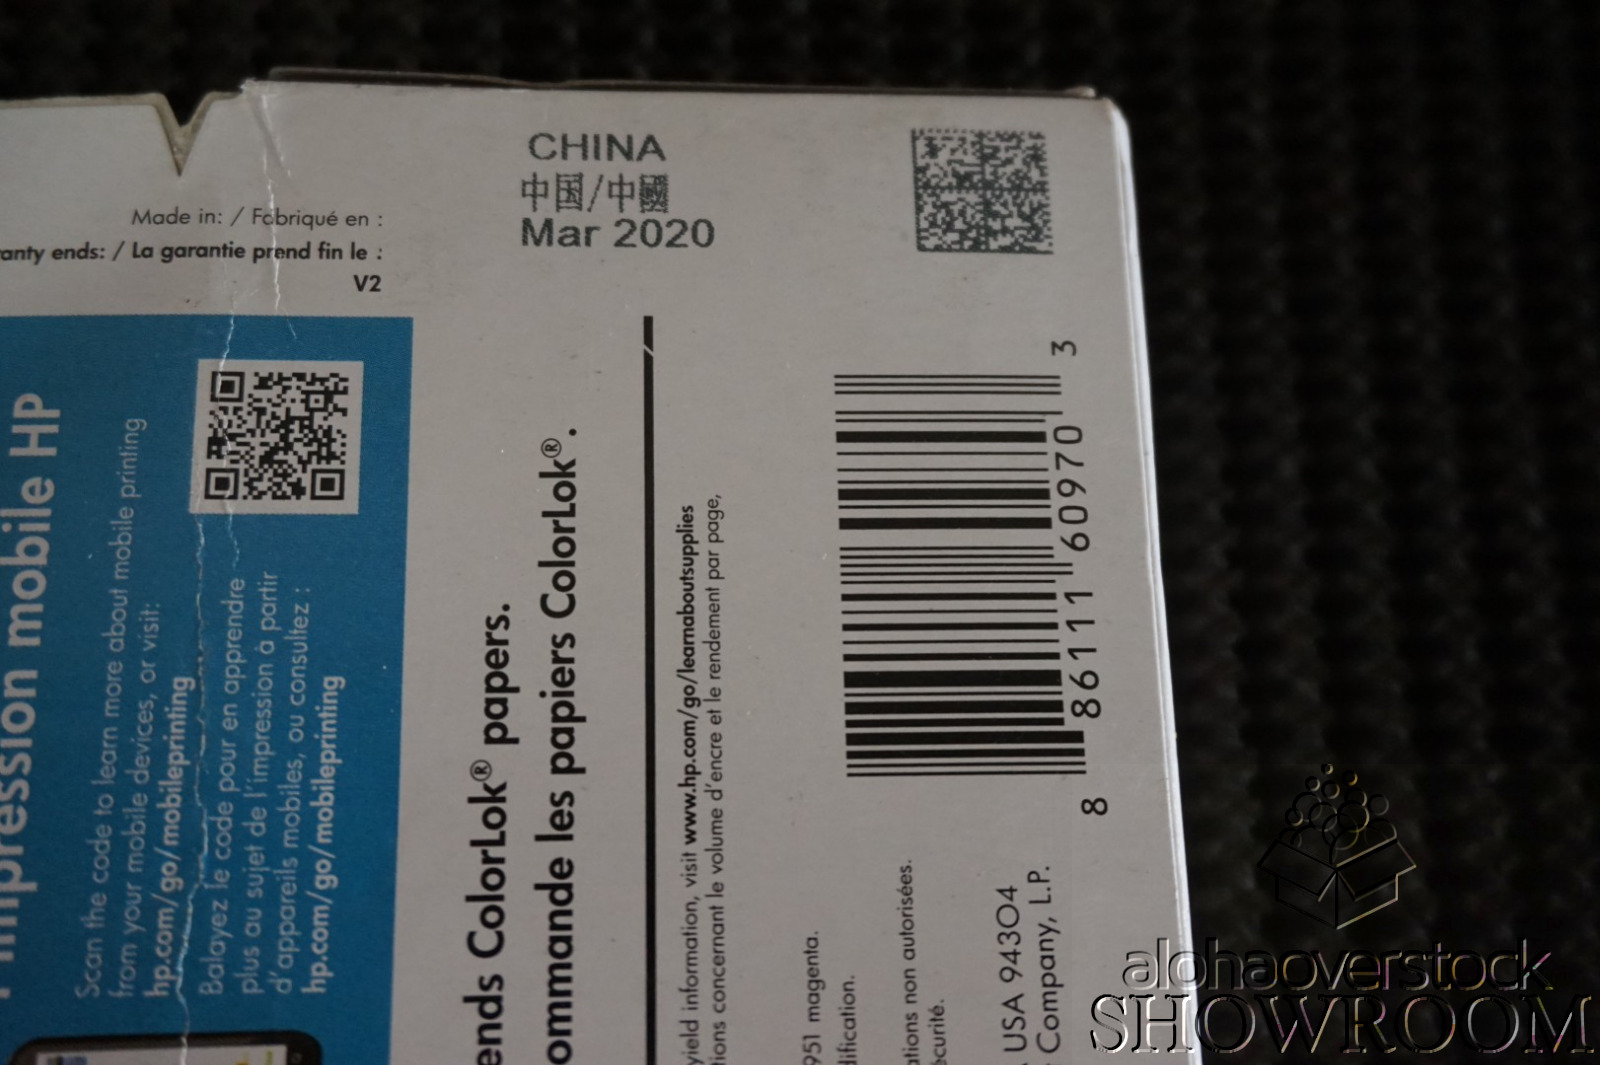 CHINA
中国/中國
Mar 2020
Made in: / Fabriqué en :
anty ends: / La garantie prend fin le :
V2
impression mobile HP
Scan the code to learn more about mobile printing
from your mobile devices, or visit:
hp.com/go/mobileprinting
Balayez le code pour en apprendre
plus au sujet de l'impression à partir
d'appareils mobiles, ou consultez :
hp.com/go/mobileprinting
ends ColorLok® papers.
ommande les papiers ColorLok®.
yield information, visit www.hp.com/go/learnaboutsupplies
tions concernant le volume d'encre et le rendement par page,
951 magenta.
dification.
ations non autorisées.
écurité.
USA 94304
Company, L.P.
8 86111 60970 3
alohaoverstock
SHOWROOM